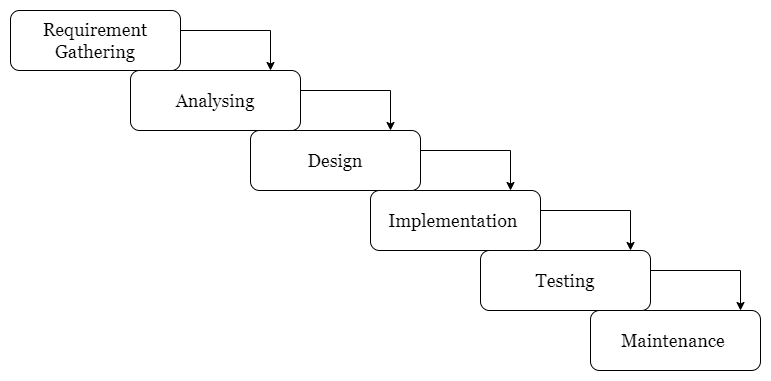 Requirement
Gathering
Analysing
Design
Implementation
Testing
Maintenance